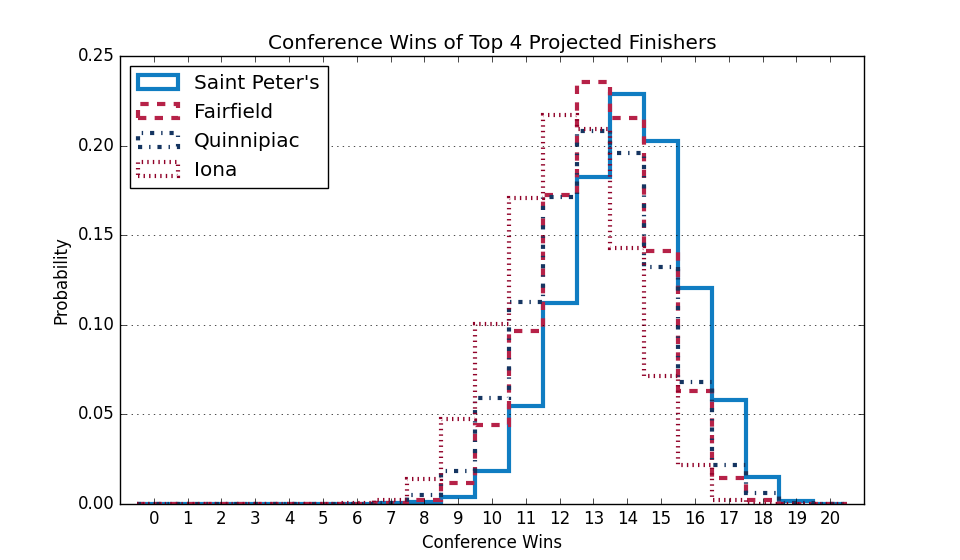 Conference Wins of Top 4 Projected Finishers
0.25
0.20
0.15
0.10
0.05
0.00
Probability
Saint Peter's
Fairfield
Quinnipiac
Iona
0 1 2 3 4 5 6 7 8 9 10 11 12 13 14 15 16 17 18 19 20
Conference Wins